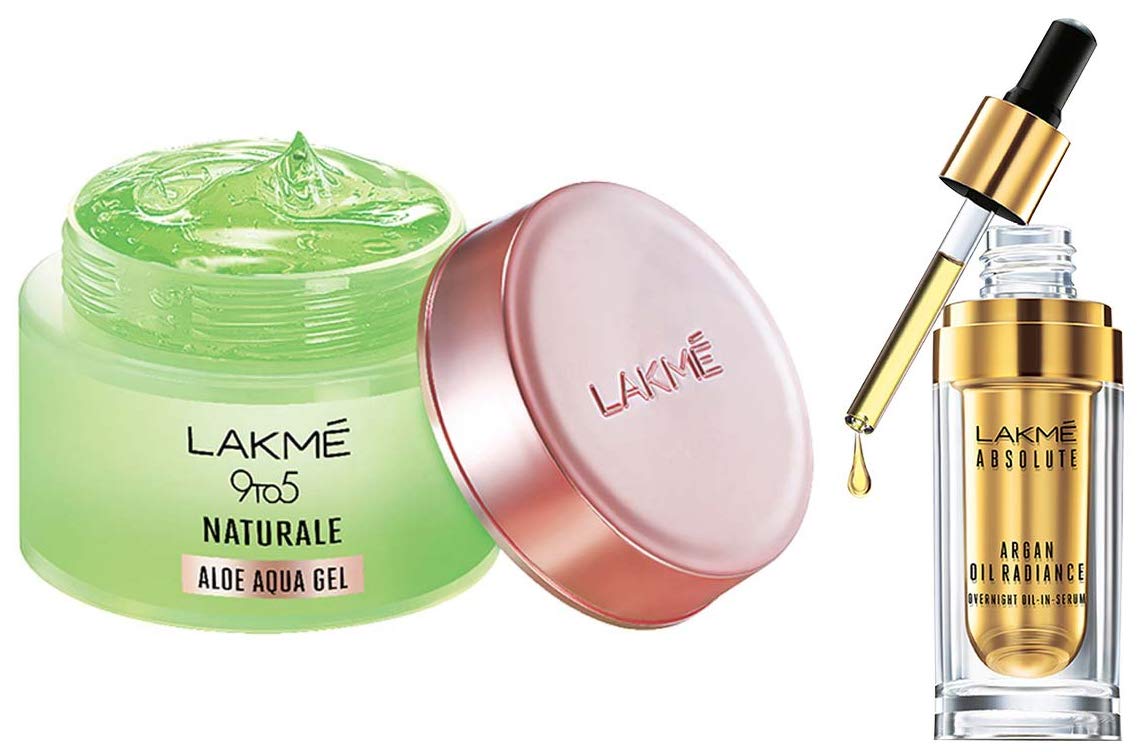 LAKMÉ
9TO5
NATURALE
ALOE AQUA GEL
LAKMÉ
LAKMÉ
ABSOLUTE
ARGAN
OIL RADIANCE
OVERNIGHT OIL-IN-SERUM